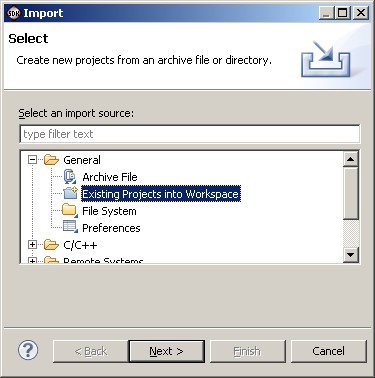 SDK Import
Select
Create new projects from an archive file or directory.
Select an import source:
type filter text
General
Archive File
Existing Projects into Workspace
File System
Preferences
C/C++
Remote Systems
?
< Back Next > Finish Cancel